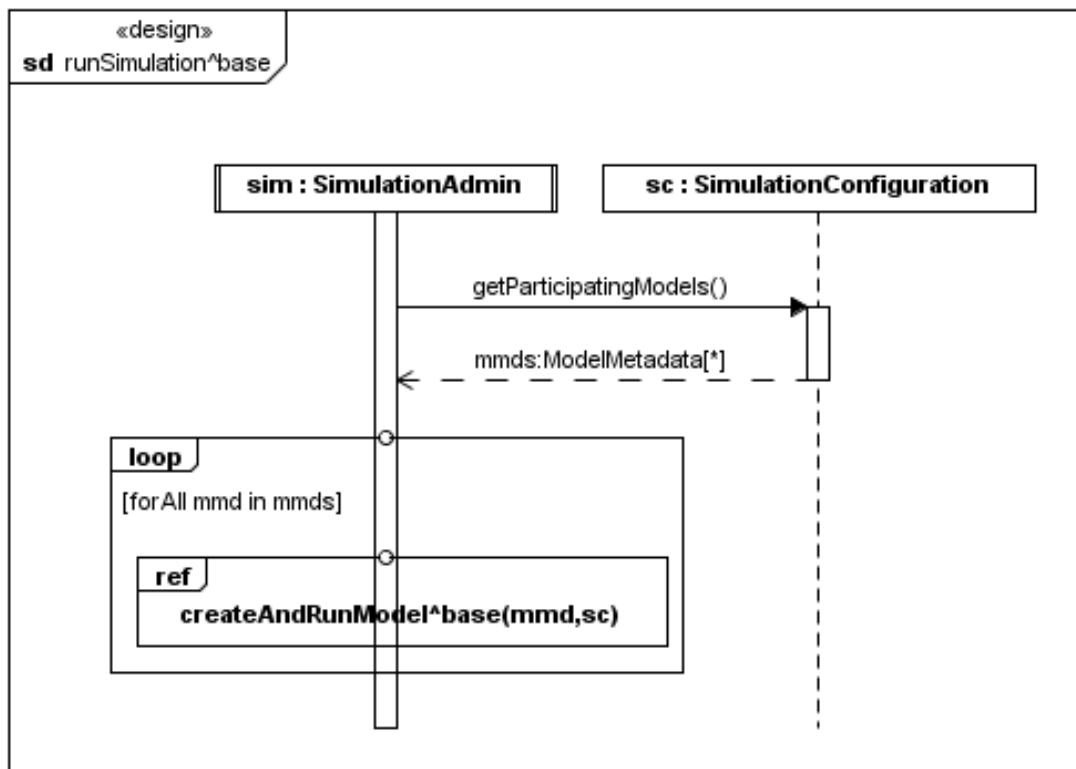 «design»
sd runSimulation^base
sim : SimulationAdmin
sc : SimulationConfiguration
getParticipatingModels()
mmds:ModelMetadata[*]
loop
[forAll mmd in mmds]
ref
createAndRunModel^base(mmd,sc)